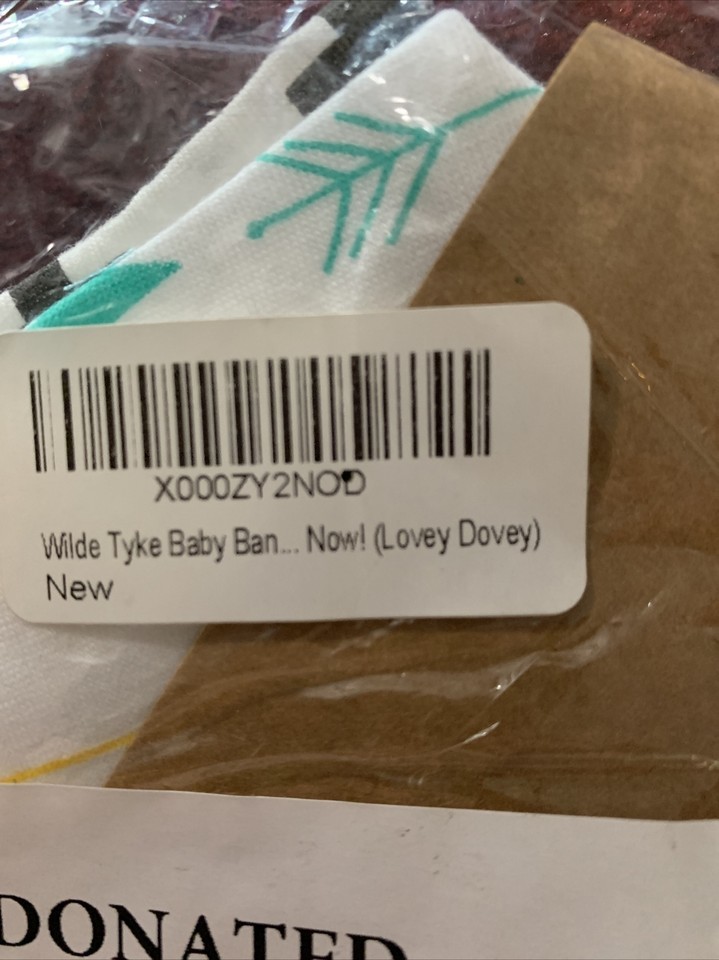 X000ZY2NOD
Wilde Tyke Baby Ban... Now! (Lovey Dovey)
New
DONATED